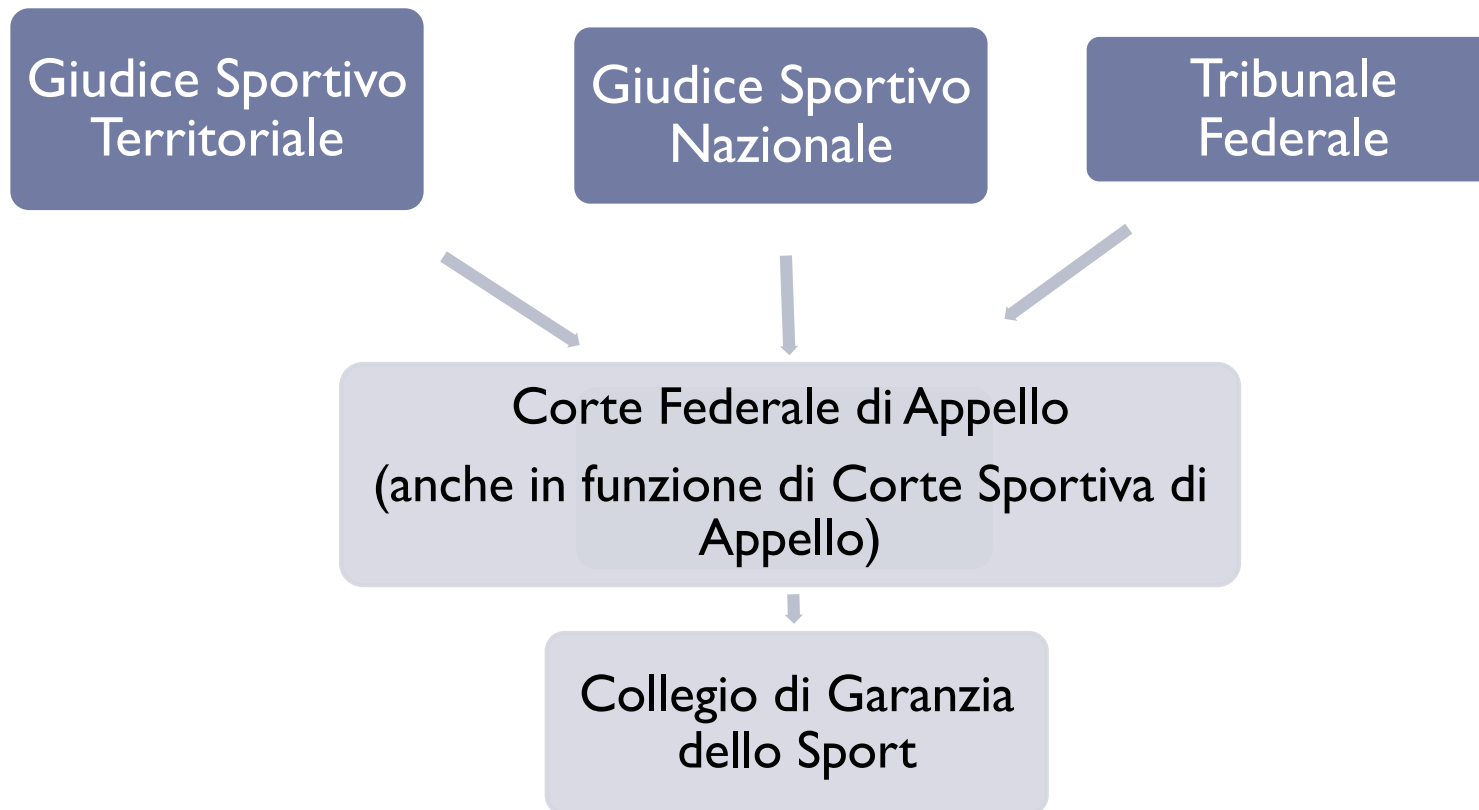 Giudice Sportivo
Territoriale
Giudice Sportivo
Nazionale
Tribunale
Federale
Corte Federale di Appello
(anche in funzione di Corte Sportiva di
Appello)
Collegio di Garanzia
dello Sport